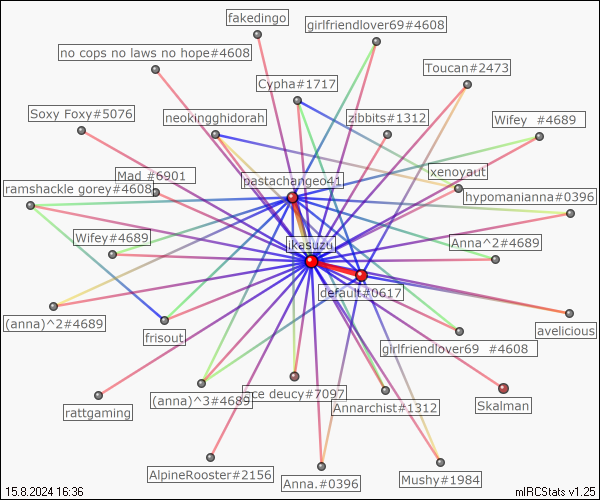 fakedingo
girlfriendlover69#4608
no cops no laws no hope#4608
Toucan#2473
Cypha#1717
Soxy Foxy#5076
neokingghidorah
zibbits#1312
Wifey #4689
Mad #6901
xenoyaut
pastachangeo41
ramshackle gorey#4608
hypomanianna#0396
Wifey#4689
ikasuzu
Anna^2#4689
default#0617
(anna)^2#4689
frisout
avelicious
girlfriendlover69 #4608
(anna)^3#4689
ace deucy#7097
rattgaming
Annarchist#1312
Skalman
AlpineRooster#2156
Anna.#0396
Mushy#1984
15.8.2024 16:36
mIRCStats v1.25